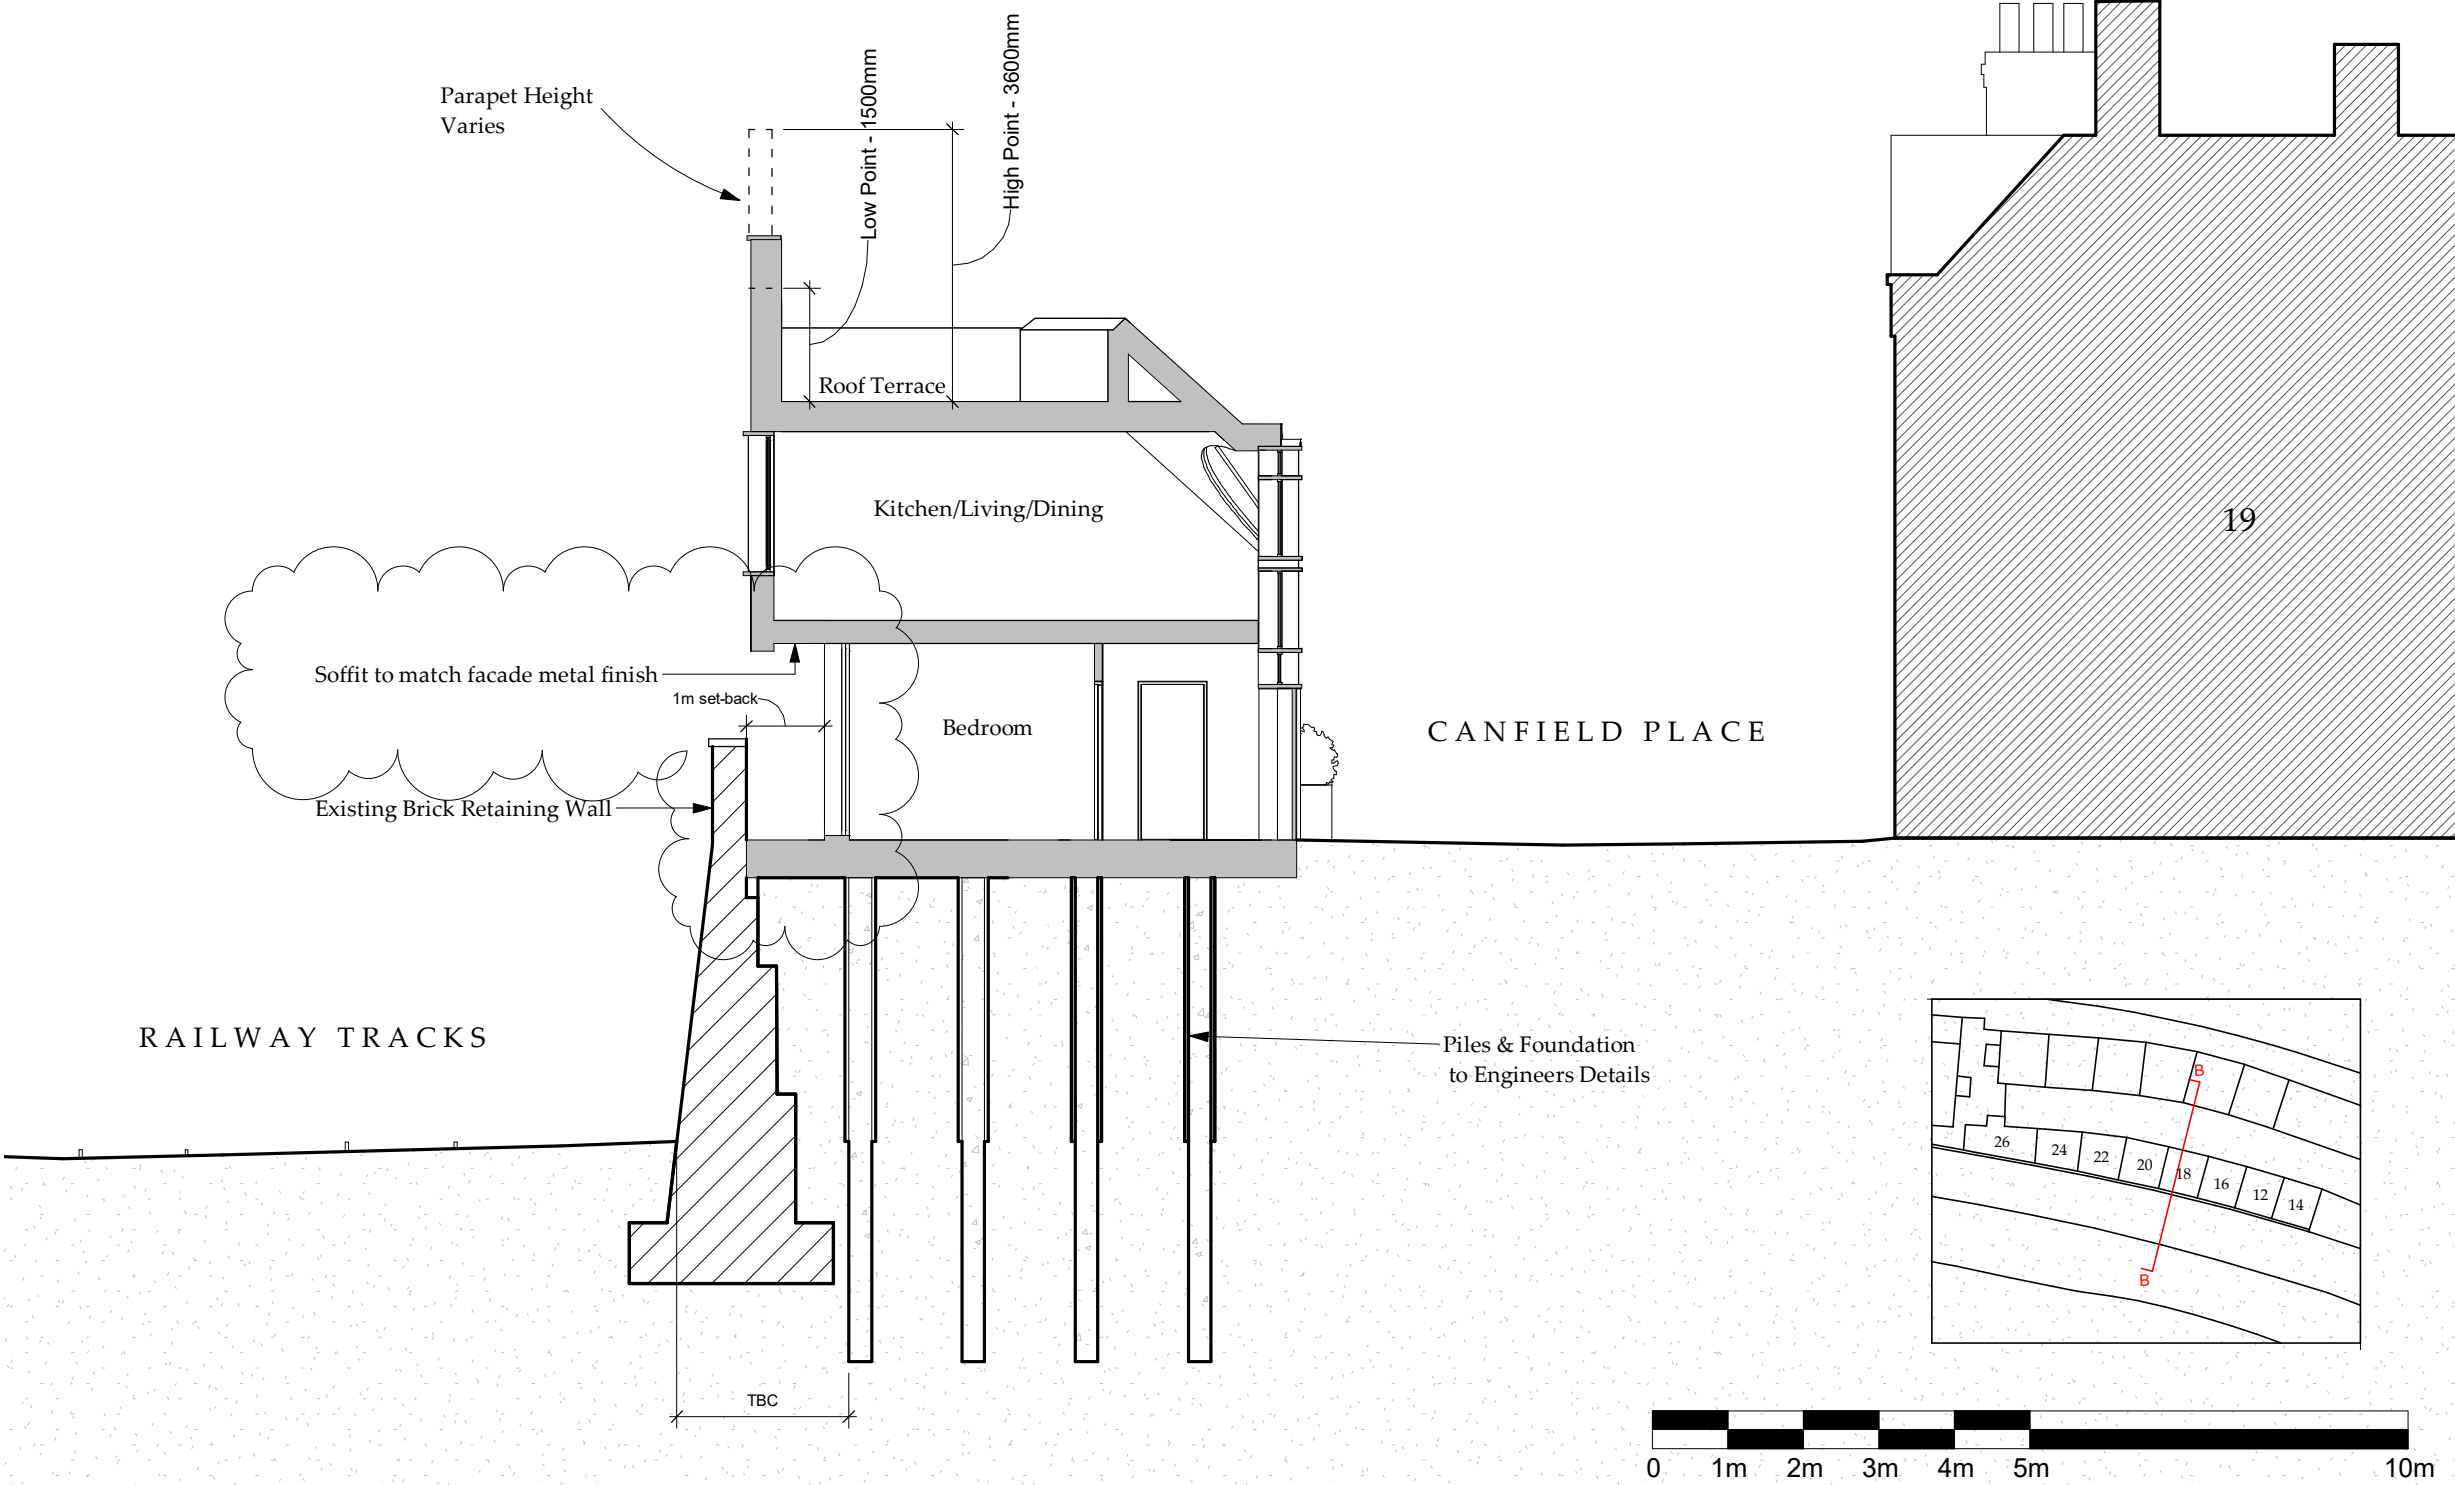 Parapet Height
Varies
Low Point - 1500mm
High Point - 3600mm
Roof Terrace
Kitchen/Living/Dining
19
Soffit to match facade metal finish
1m set-back
Bedroom
CANFIELD PLACE
Existing Brick Retaining Wall
RAILWAY TRACKS
Piles & Foundation
to Engineers Details
B
26
24
22
20
18
16
12
14
B
TBC
0 1m 2m 3m 4m 5m 10m